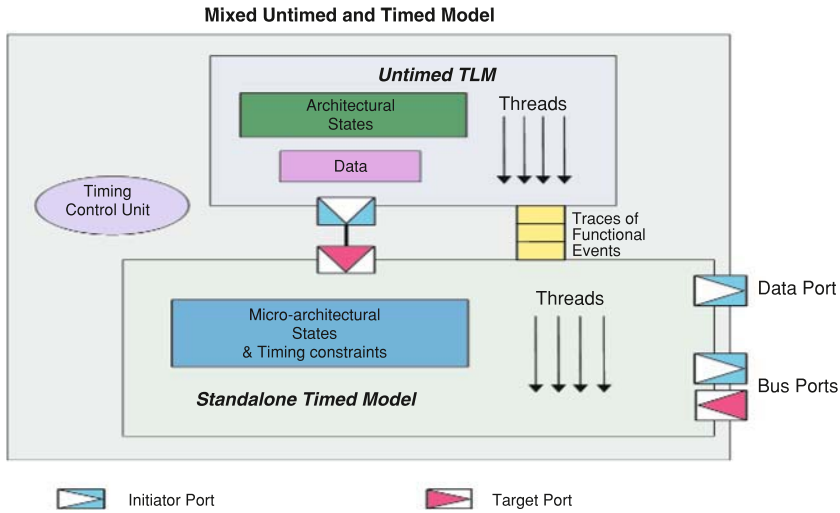 Mixed Untimed and Timed Model
Untimed TLM
Architectural
States
Threads
Data
Timing
Control Unit
Traces of
Functional
Events
Data Port
Threads
Micro-architectural
States
& Timing constraints
Bus Ports
Standalone Timed Model
Initiator Port
Target Port